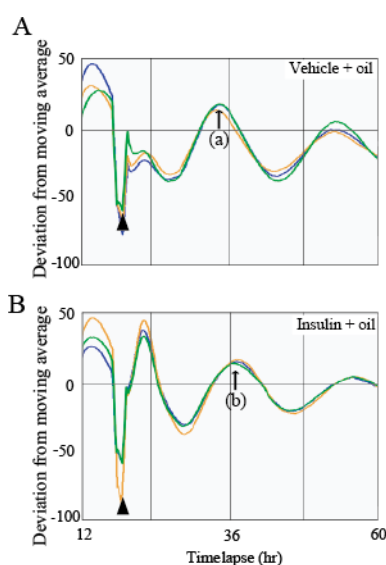 A
Deviation from moving average
50
0
-50
-100
Vehicle + oil
(a)
B
Deviation from moving average
50
0
-50
-100
Insulin + oil
(b)
12 36 60
Timelapse (hr)